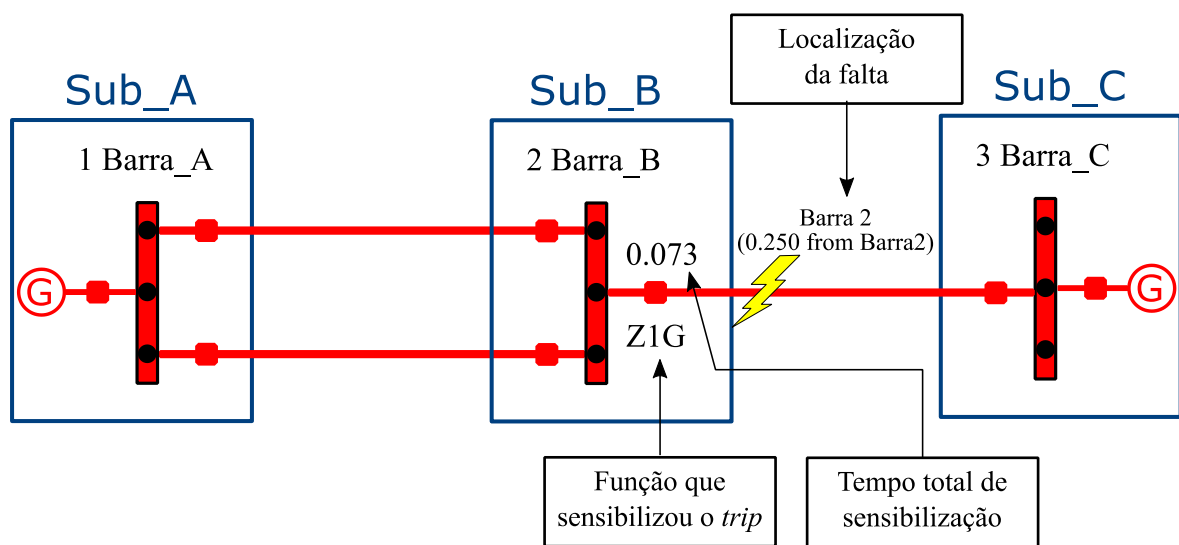 Localização
da falta
Sub_A
Sub_B
Sub_C
1 Barra_A
2 Barra_B
3 Barra_C
Barra 2
(0.250 from Barra2)
0.073
G
G
Z1G
Função que
sensibilizou o trip
Tempo total de
sensibilização